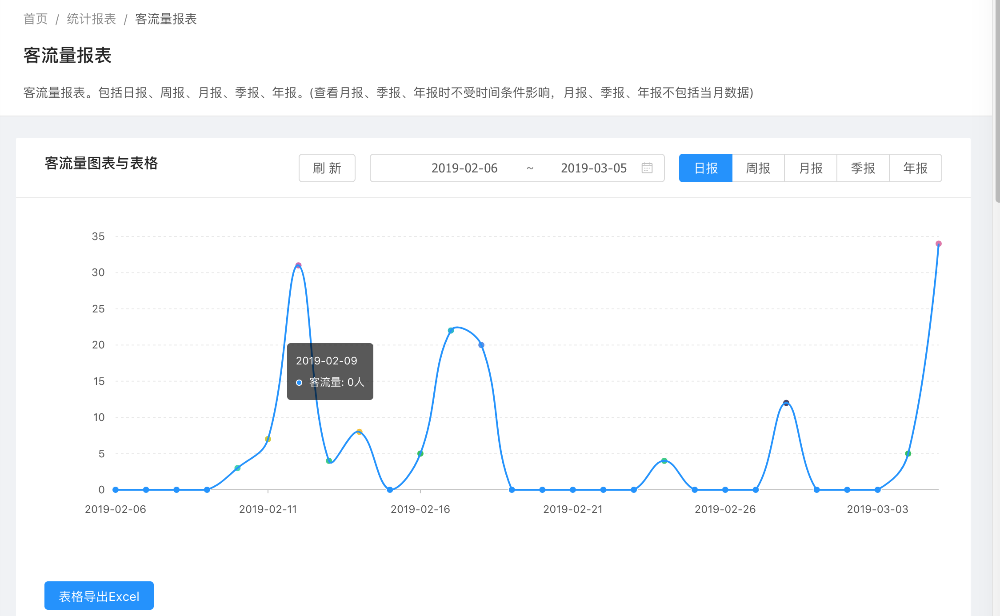 首页 / 统计报表 / 客流量报表
客流量报表
客流量报表。包括日报、周报、月报、季报、年报。(查看月报、季报、年报时不受时间条件影响，月报、季报、年报不包括当月数据)
客流量图表与表格
刷 新
2019-02-06 ~ 2019-03-05
日报 周报 月报 季报 年报
35
30
25
20
15
10
5
0
2019-02-09
客流量: 0人
2019-02-06 2019-02-11 2019-02-16 2019-02-21 2019-02-26 2019-03-03
表格导出Excel